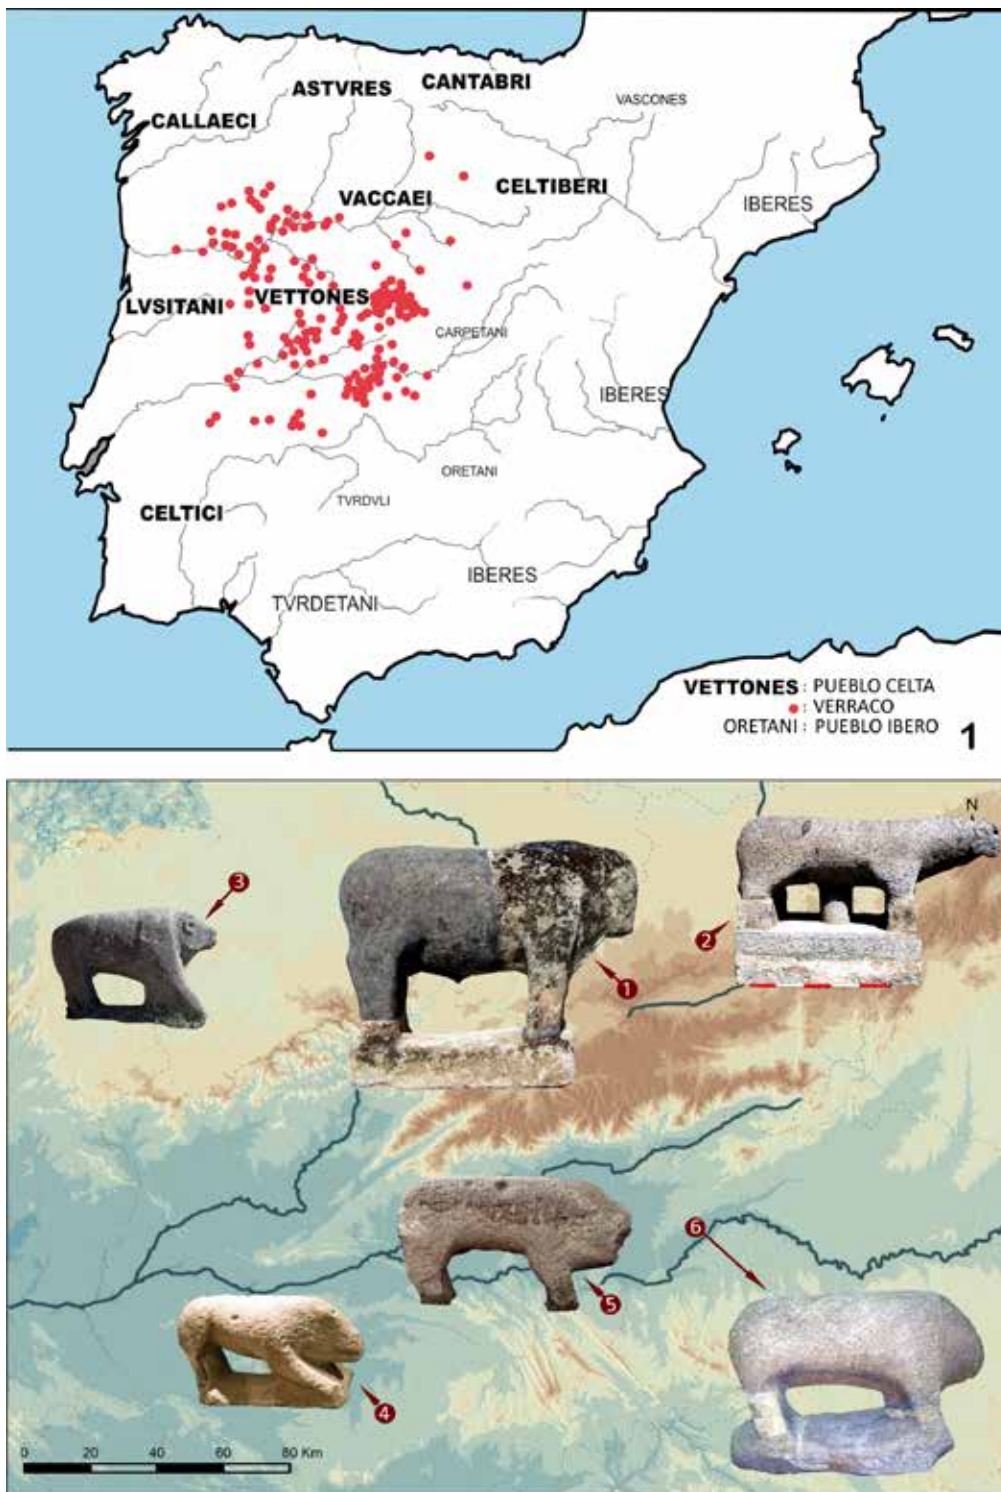 ASTVRES
CANTABRI
VASCONES
CALLAECI
VACCAEI
CELTIBERI
IBERES
LVSITANI
VETTONES
CARPETANI
IBERES
ORETANI
TVRDVLI
CELTICI
IBERES
TVRDETANI
VETTONES : PUEBLO CELTA
: VERRACO
ORETANI : PUEBLO IBERO
1
N
3
2
1
6
5
4
0 20 40 60 80 Km